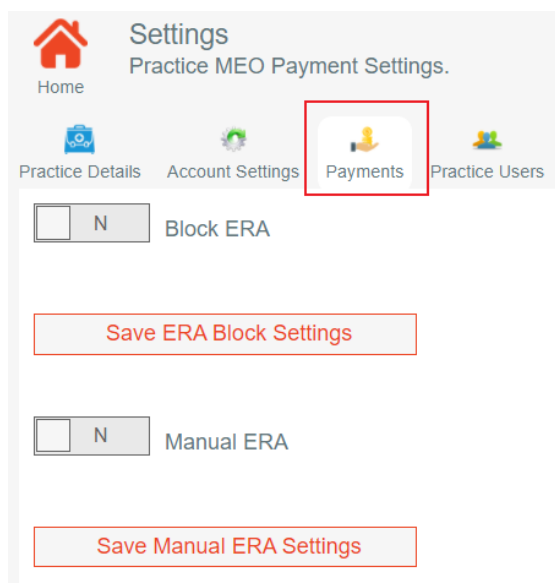 Settings
Practice MEO Payment Settings.
Home
Practice Details Account Settings Payments Practice Users
N Block ERA
Save ERA Block Settings
N Manual ERA
Save Manual ERA Settings